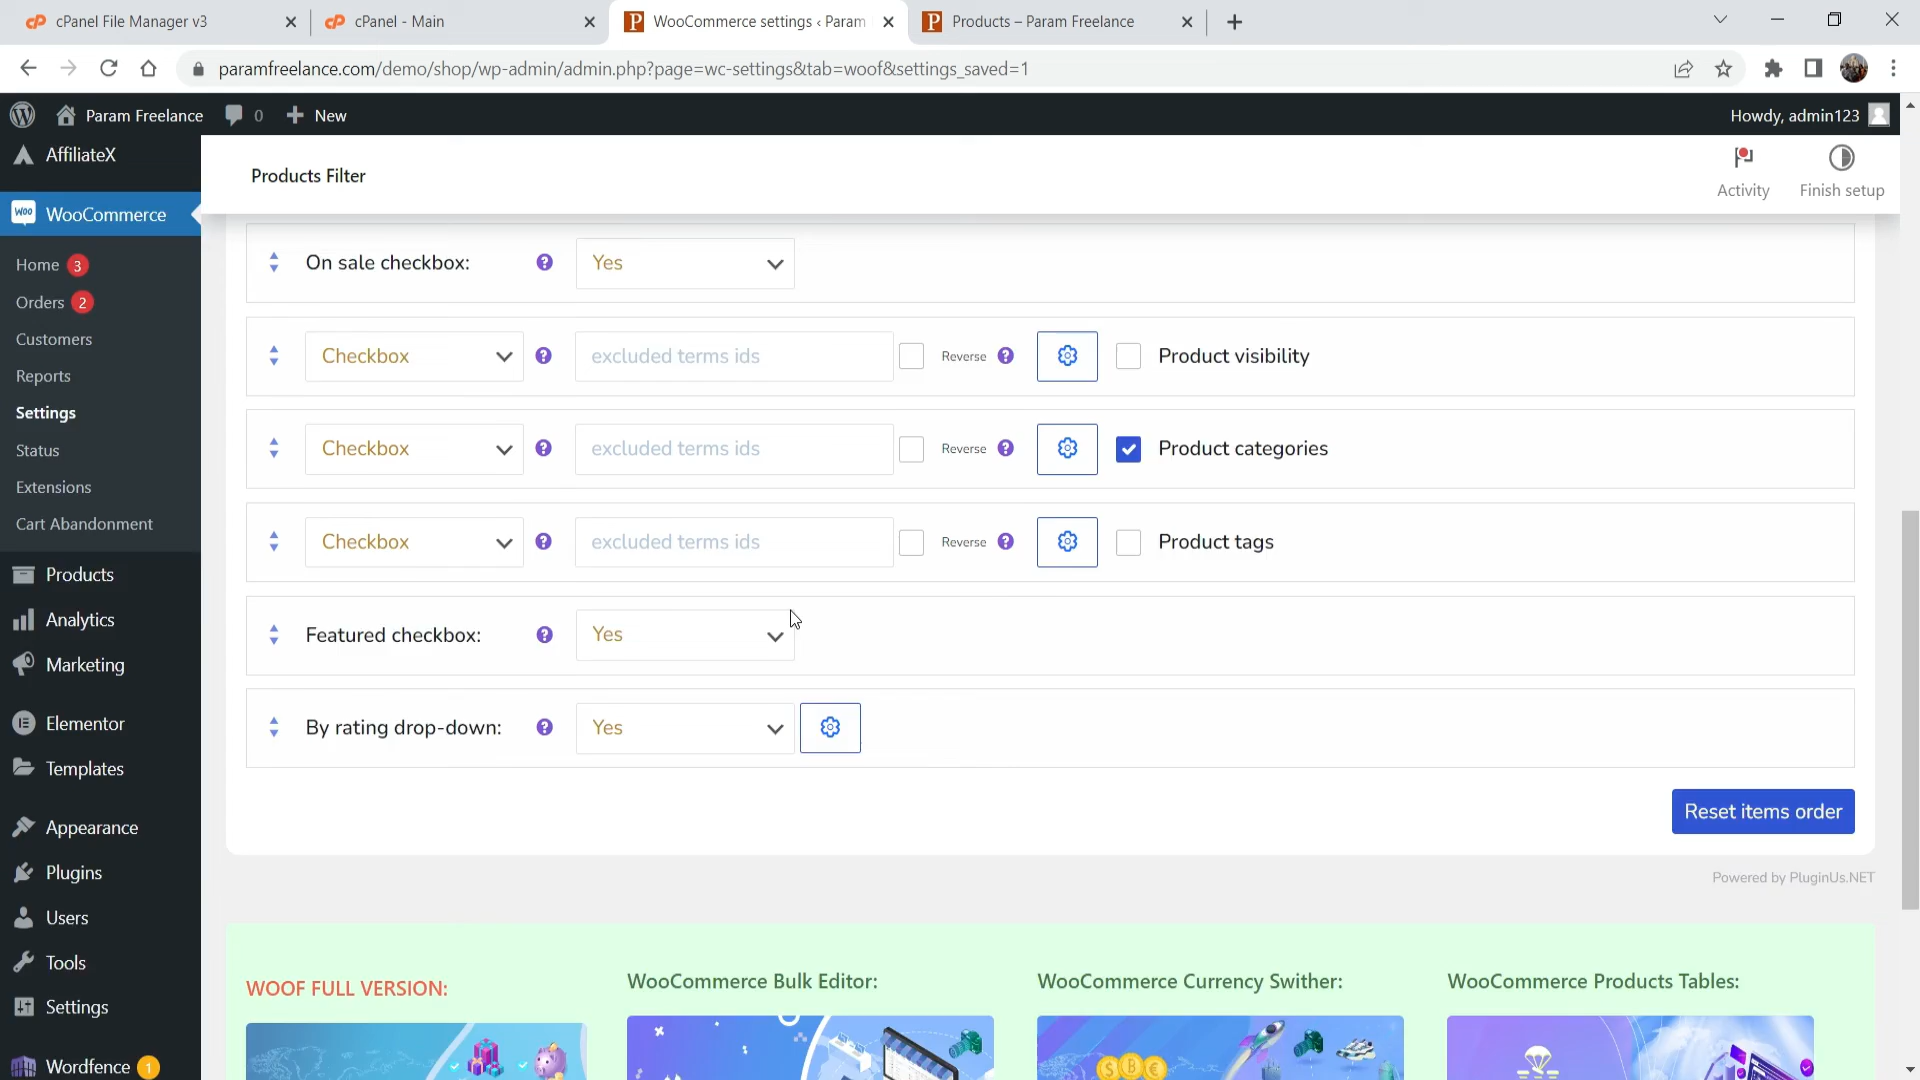 cPanel File Manager v3
cPanel - Main
WooCommerce settings ‹ Param
Products – Param Freelance
paramfreelance.com/demo/shop/wp-admin/admin.php?page=wc-settings&tab=woof&settings_saved=1
Param Freelance
0
New
Howdy, admin123
AffiliateX
WooCommerce
Home 3
Orders 2
Customers
Reports
Settings
Status
Extensions
Cart Abandonment
Products
Analytics
Marketing
Elementor
Templates
Appearance
Plugins
Users
Tools
Settings
Wordfence 1
Products Filter
Activity
Finish setup
On sale checkbox: ? Yes
Checkbox ? excluded terms ids Reverse ? Product visibility
Checkbox ? excluded terms ids Reverse ? Product categories
Checkbox ? excluded terms ids Reverse ? Product tags
Featured checkbox: ? Yes
By rating drop-down: ? Yes
Reset items order
Powered by PluginUs.NET
WOOF FULL VERSION:
WooCommerce Bulk Editor:
WooCommerce Currency Swither:
WooCommerce Products Tables: